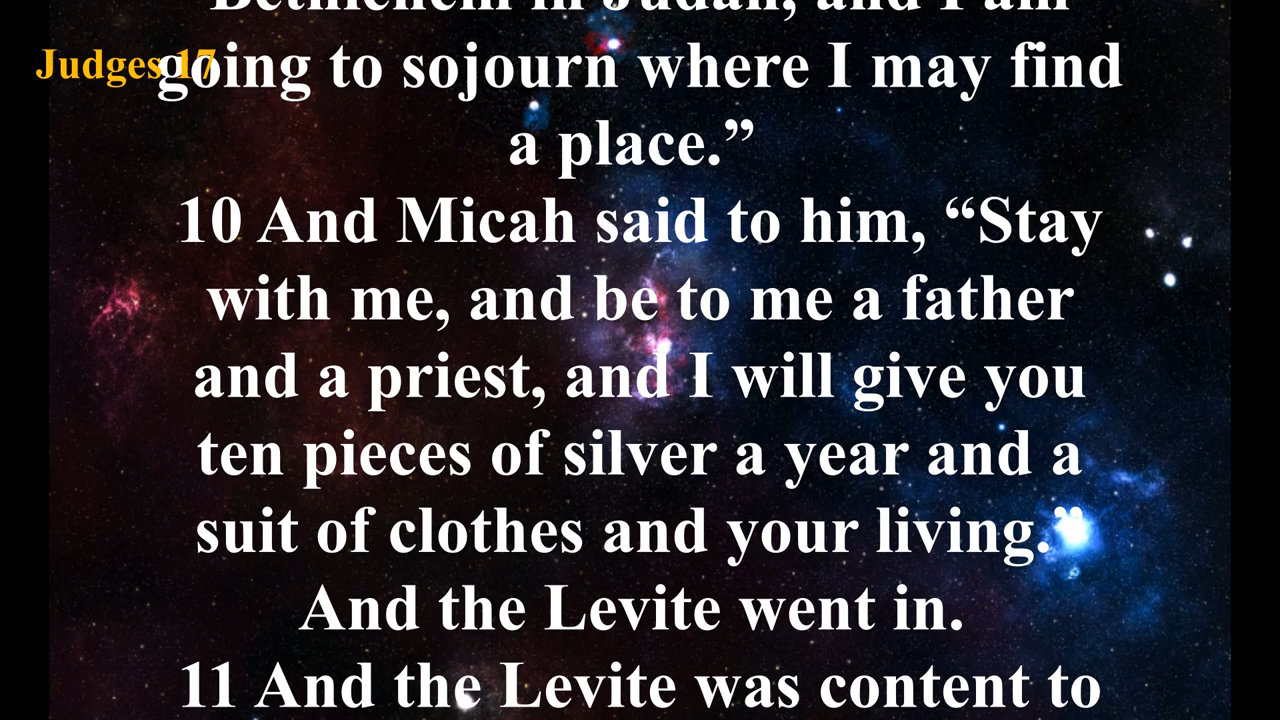 Bethlehem in Judah, and I am
Judges 17
going to sojourn where I may find
a place.”
10 And Micah said to him, “Stay
with me, and be to me a father
and a priest, and I will give you
ten pieces of silver a year and a
suit of clothes and your living.”
And the Levite went in.
11 And the Levite was content to